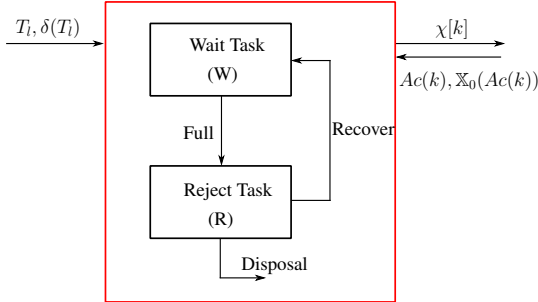 T_l, δ(T_l)
Wait Task
(W)
χ[k]
Ac(k), 𝕏_0(Ac(k))
Full
Recover
Reject Task
(R)
Disposal